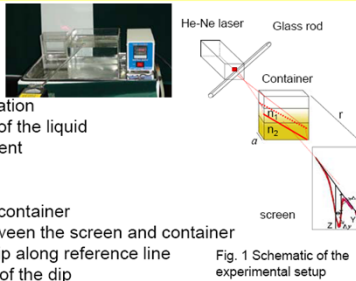 He-Ne laser
Glass rod
Container
n1
n2
a
r
ation
of the liquid
ent
container
ween the screen and container
p along reference line
of the dip
screen
Z
Y
Fig. 1 Schematic of the
experimental setup